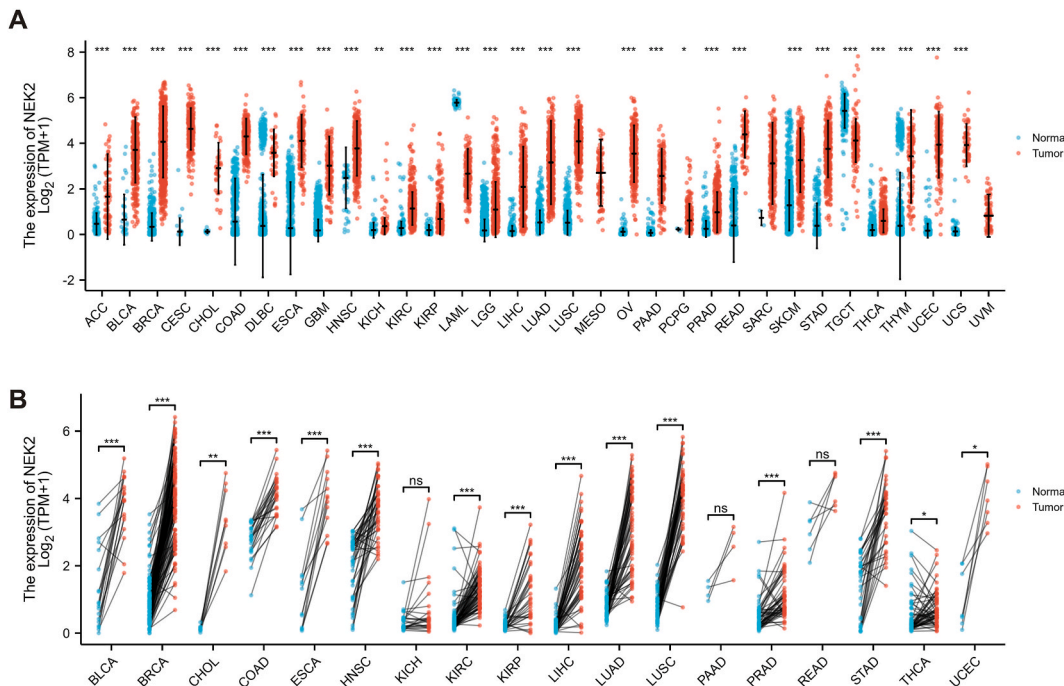 A
*** *** *** *** *** *** *** *** *** *** ** *** *** *** *** *** *** *** *** *** * *** *** *** *** *** *** *** *** ***
The expression of NEK2
Log2 (TPM+1)
8
6
4
2
0
-2
Norma
Tumor
ACC BLCA BRCA CESC CHOL COAD DLBC ESCA GBM HNSC KICH KIRC KIRP LAML LGG LIHC LUAD LUSC MESO OV PAAD PCPG PRAD READ SARC SKCM STAD TGCT THCA THYM UCEC UCS UVM
B
*** *** ** *** *** *** ns *** *** *** *** *** ns *** ns *** * *
The expression of NEK2
Log2 (TPM+1)
6
4
2
0
Norma
Tumor
BLCA BRCA CHOL COAD ESCA HNSC KICH KIRC KIRP LIHC LUAD LUSC PAAD PRAD READ STAD THCA UCEC